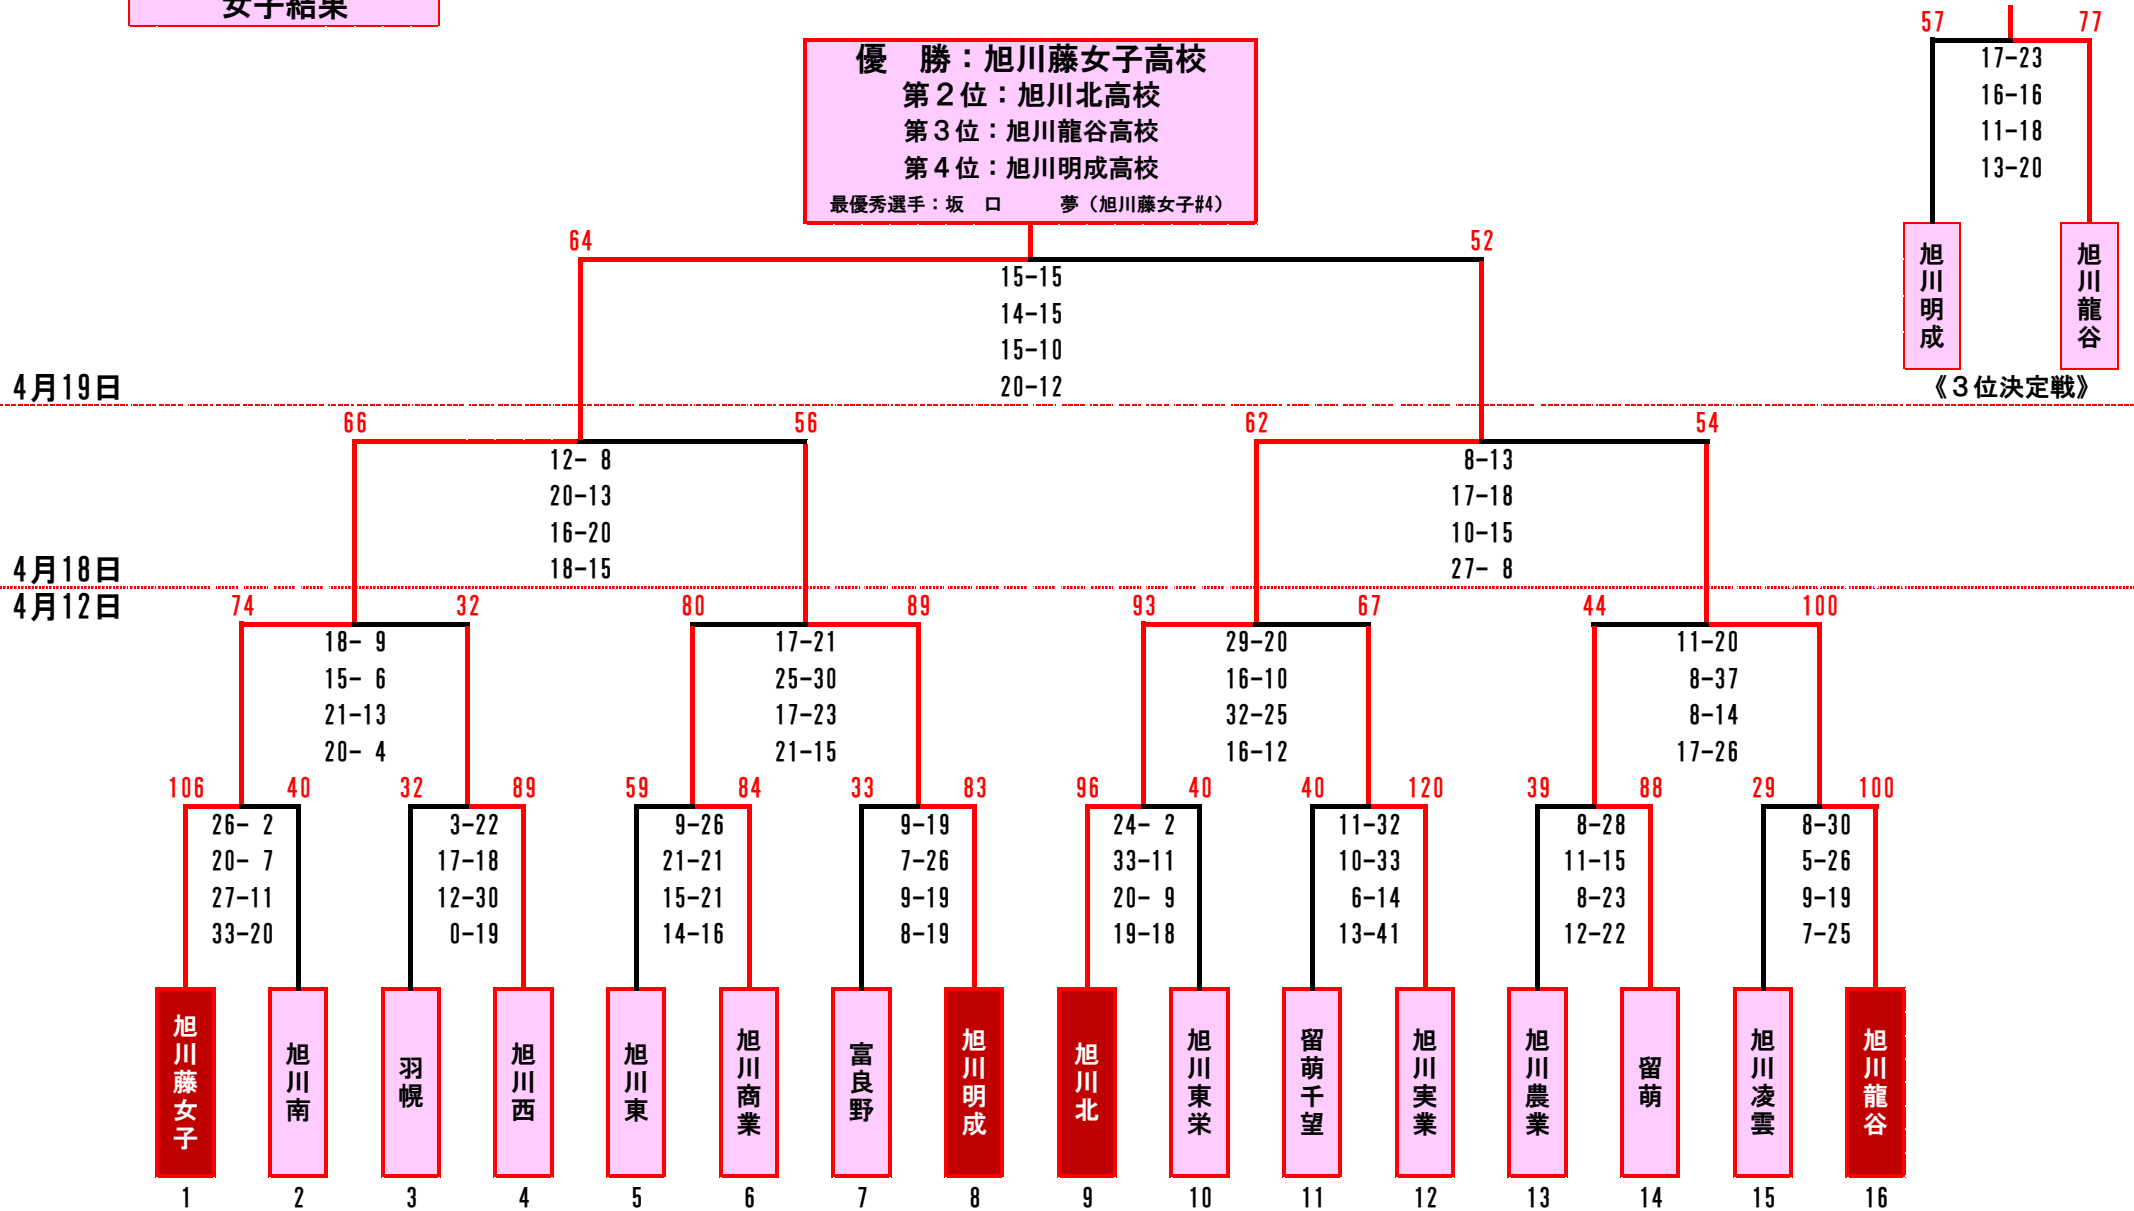 女子結果
優　勝：旭川藤女子高校
第２位：旭川北高校
第３位：旭川龍谷高校
第４位：旭川明成高校
最優秀選手：坂　口　　　夢（旭川藤女子#4）
57 77
17-23
16-16
11-18
13-20
旭川明成
旭川龍谷
《３位決定戦》
64 52
15-15
14-15
15-10
20-12
4月19日
66 56 62 54
12- 8 8-13
20-13 17-18
16-20 10-15
18-15 27- 8
4月18日
4月12日
74 32 80 89 93 67 44 100
18- 9 17-21 29-20 11-20
15- 6 25-30 16-10 8-37
21-13 17-23 32-25 8-14
20- 4 21-15 16-12 17-26
106 40 32 89 59 84 33 83 96 40 40 120 39 88 29 100
26- 2 3-22 9-26 9-19 24- 2 11-32 8-28 8-30
20- 7 17-18 21-21 7-26 33-11 10-33 11-15 5-26
27-11 12-30 15-21 9-19 20- 9 6-14 8-23 9-19
33-20 0-19 14-16 8-19 19-18 13-41 12-22 7-25
旭川藤女子
旭川南
羽幌
旭川西
旭川東
旭川商業
富良野
旭川明成
旭川北
旭川東栄
留萌千望
旭川実業
旭川農業
留萌
旭川凌雲
旭川龍谷
1 2 3 4 5 6 7 8 9 10 11 12 13 14 15 16